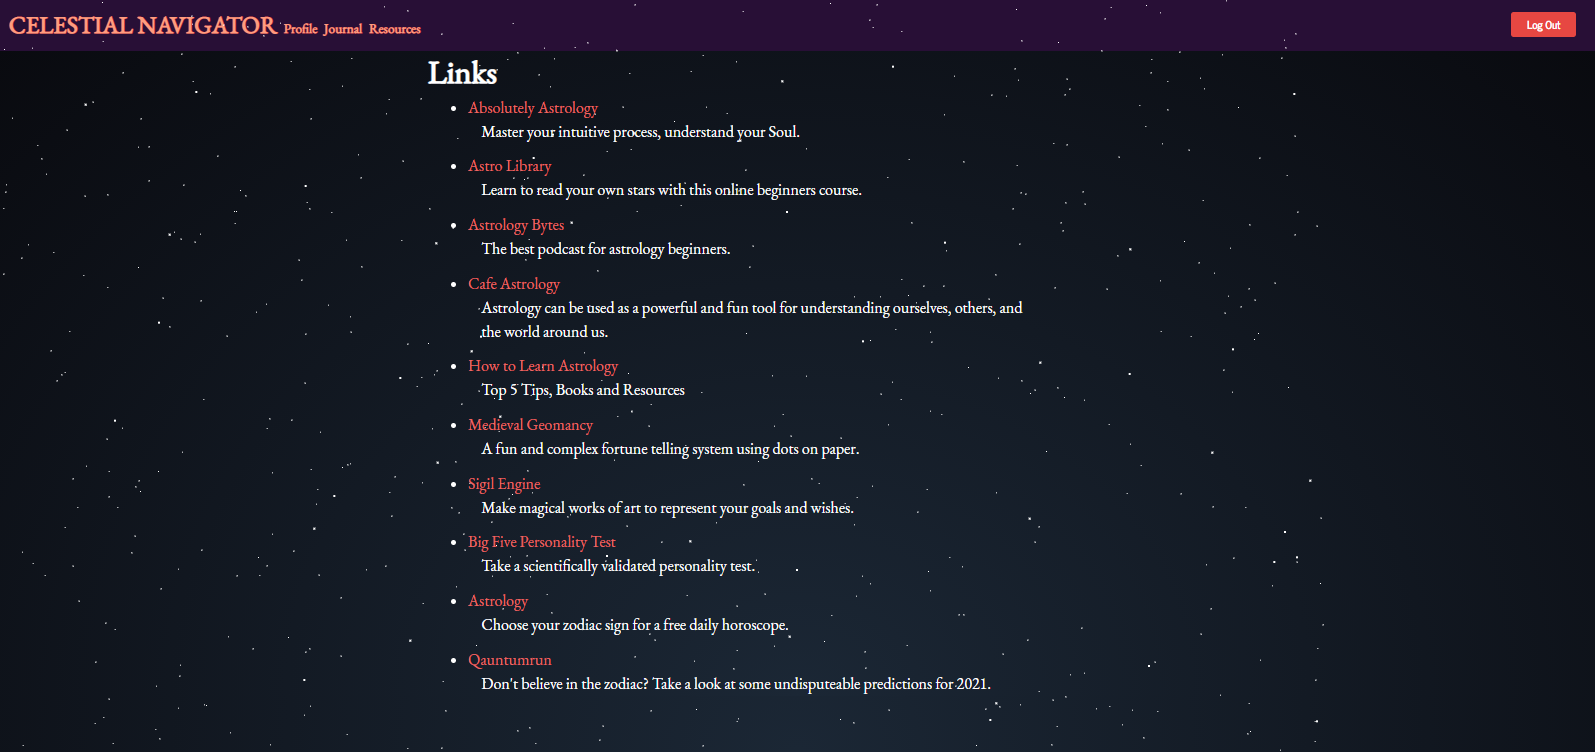 CELESTIAL NAVIGATOR Profile Journal Resources Log Out
Links
Absolutely Astrology
Master your intuitive process, understand your Soul.
Astro Library
Learn to read your own stars with this online beginners course.
Astrology Bytes
The best podcast for astrology beginners.
Cafe Astrology
Astrology can be used as a powerful and fun tool for understanding ourselves, others, and
the world around us.
How to Learn Astrology
Top 5 Tips, Books and Resources
Medieval Geomancy
A fun and complex fortune telling system using dots on paper.
Sigil Engine
Make magical works of art to represent your goals and wishes.
Big Five Personality Test
Take a scientifically validated personality test.
Astrology
Choose your zodiac sign for a free daily horoscope.
Qauntumrun
Don't believe in the zodiac? Take a look at some undisputeable predictions for 2021.